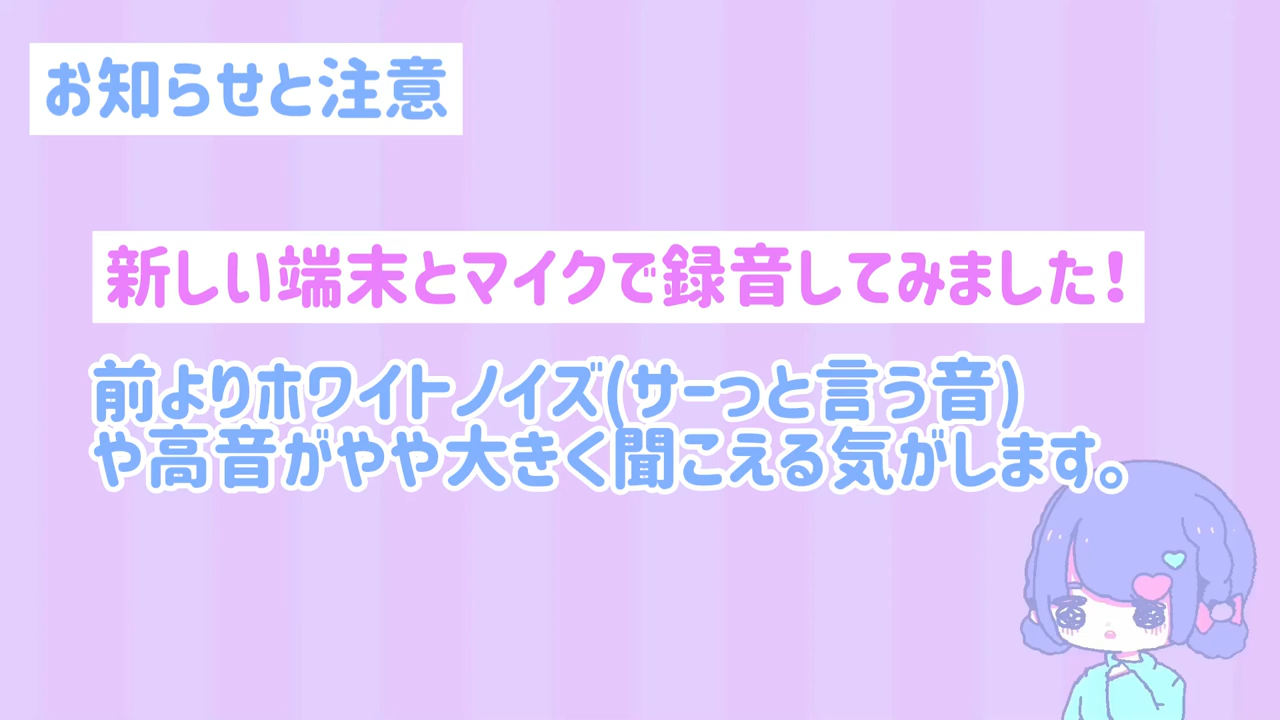 お知らせと注意
新しい端末とマイクで録音してみました!
前よりホワイトノイズ(サーっと言う音)
や高音がやや大きく聞こえる気がします。